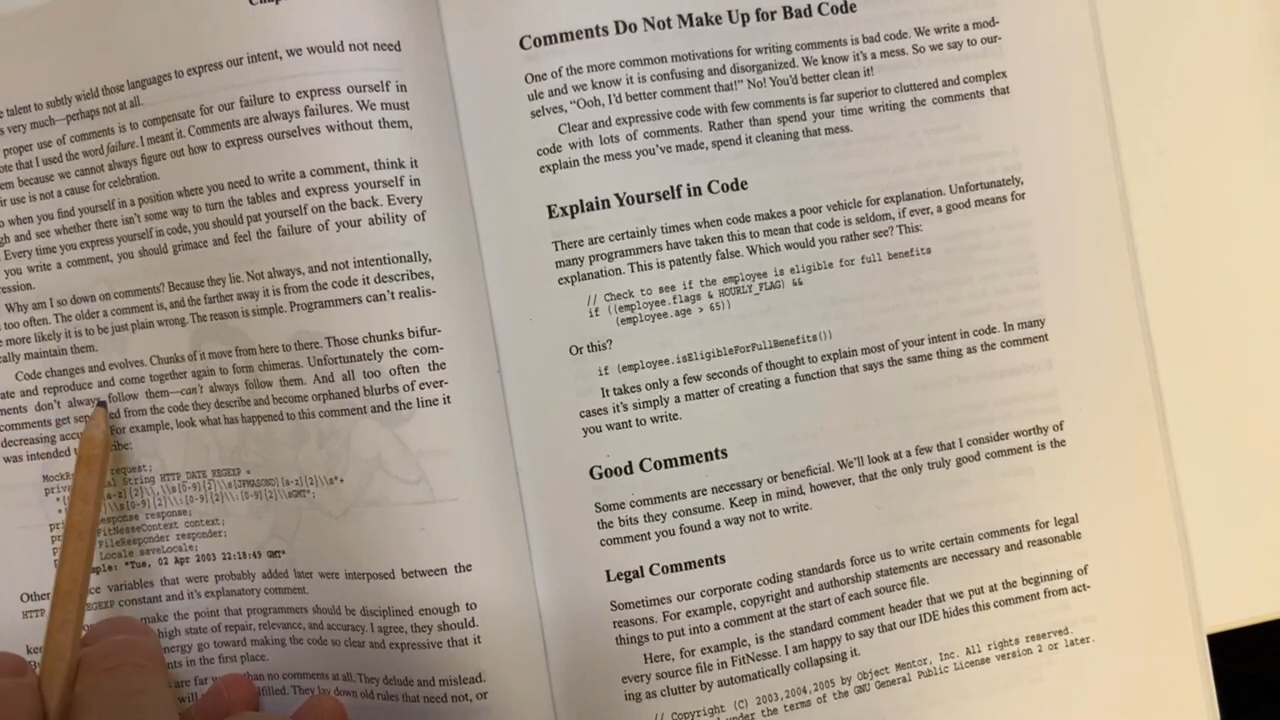 talent to subtly wield those languages to express our intent, we would not need
very much—perhaps not at all.
proper use of comments is to compensate for our failure to express ourself in
that I used the word failure. I meant it. Comments are always failures. We must
because we cannot always figure out how to express ourselves without them,
use is not a cause for celebration.
when you find yourself in a position where you need to write a comment, think it
and see whether there isn't some way to turn the tables and express yourself in
Every time you express yourself in code, you should pat yourself on the back. Every
you write a comment, you should grimace and feel the failure of your ability of
Why am I so down on comments? Because they lie. Not always, and not intentionally,
too often. The older a comment is, and the farther away it is from the code it describes,
more likely it is to be just plain wrong. The reason is simple. Programmers can't realis-
maintain them.
Code changes and evolves. Chunks of it move from here to there. Those chunks bifur-
and reproduce and come together again to form chimeras. Unfortunately the com-
ments don't always follow them—can't always follow them. And all too often the
comments get from the code they describe and become orphaned blurbs of ever-
decreasing For example, look what has happened to this comment and the line it
was intended
request;
String HTTP_DATE_REGEXP =
response;
FitNesseContext context;
FileResponder responder;
Locale saveLocale;
"Tue, 02 Apr 2003 22:18:49 GMT"
Other variables that were probably added later were interposed between the
HTTP constant and it's explanatory comment.
make the point that programmers should be disciplined enough to
high state of repair, relevance, and accuracy. I agree, they should.
go toward making the code so clear and expressive that it
in the first place.
are far than no comments at all. They delude and mislead.
They lay down old rules that need not, or
Comments Do Not Make Up for Bad Code
One of the more common motivations for writing comments is bad code. We write a mod-
ule and we know it is confusing and disorganized. We know it's a mess. So we say to our-
selves, “Ooh, I'd better comment that!” No! You'd better clean it!
Clear and expressive code with few comments is far superior to cluttered and complex
code with lots of comments. Rather than spend your time writing the comments that
explain the mess you've made, spend it cleaning that mess.
Explain Yourself in Code
There are certainly times when code makes a poor vehicle for explanation. Unfortunately,
many programmers have taken this to mean that code is seldom, if ever, a good means for
explanation. This is patently false. Which would you rather see? This:
// Check to see if the employee is eligible for full benefits
if ((employee.flags & HOURLY_FLAG) &&
(employee.age > 65))
Or this?
if (employee.isEligibleForFullBenefits())
It takes only a few seconds of thought to explain most of your intent in code. In many
cases it's simply a matter of creating a function that says the same thing as the comment
you want to write.
Good Comments
Some comments are necessary or beneficial. We'll look at a few that I consider worthy of
the bits they consume. Keep in mind, however, that the only truly good comment is the
comment you found a way not to write.
Legal Comments
Sometimes our corporate coding standards force us to write certain comments for legal
reasons. For example, copyright and authorship statements are necessary and reasonable
things to put into a comment at the start of each source file.
Here, for example, is the standard comment header that we put at the beginning of
every source file in FitNesse. I am happy to say that our IDE hides this comment from act-
ing as clutter by automatically collapsing it.
// Copyright (C) 2003,2004,2005 by Object Mentor, Inc. All rights reserved.
under the terms of the GNU General Public License version 2 or later.